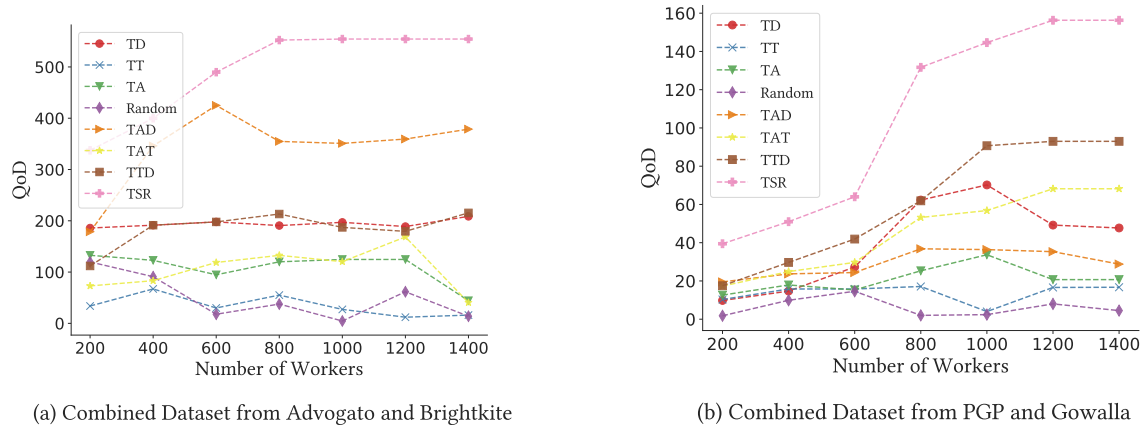 QoD
500
400
300
200
100
0
TD
TT
TA
Random
TAD
TAT
TTD
TSR
200 400 600 800 1000 1200 1400
Number of Workers
(a) Combined Dataset from Advogato and Brightkite
QoD
160
140
120
100
80
60
40
20
0
TD
TT
TA
Random
TAD
TAT
TTD
TSR
200 400 600 800 1000 1200 1400
Number of Workers
(b) Combined Dataset from PGP and Gowalla